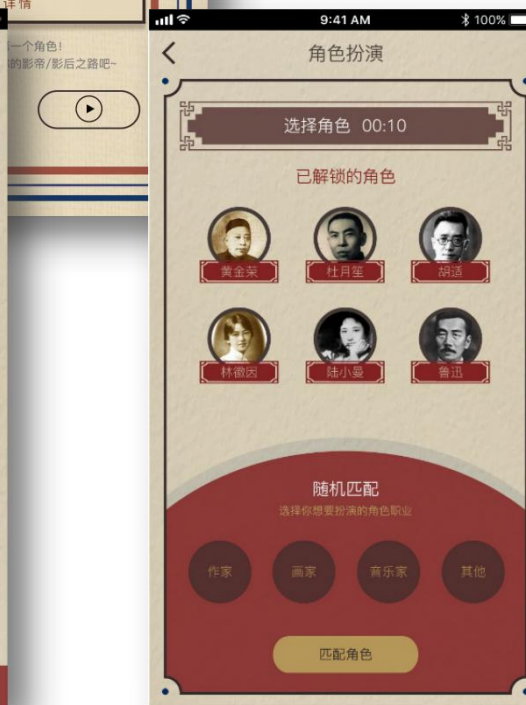 详情
一个角色!
的影帝/影后之路吧~
9:41 AM
100%
角色扮演
选择角色 00:10
已解锁的角色
黄金荣 杜月笙 胡适
林徽因 陆小曼 鲁迅
随机匹配
选择你想要扮演的角色职业
作家 画家 音乐家 其他
匹配角色